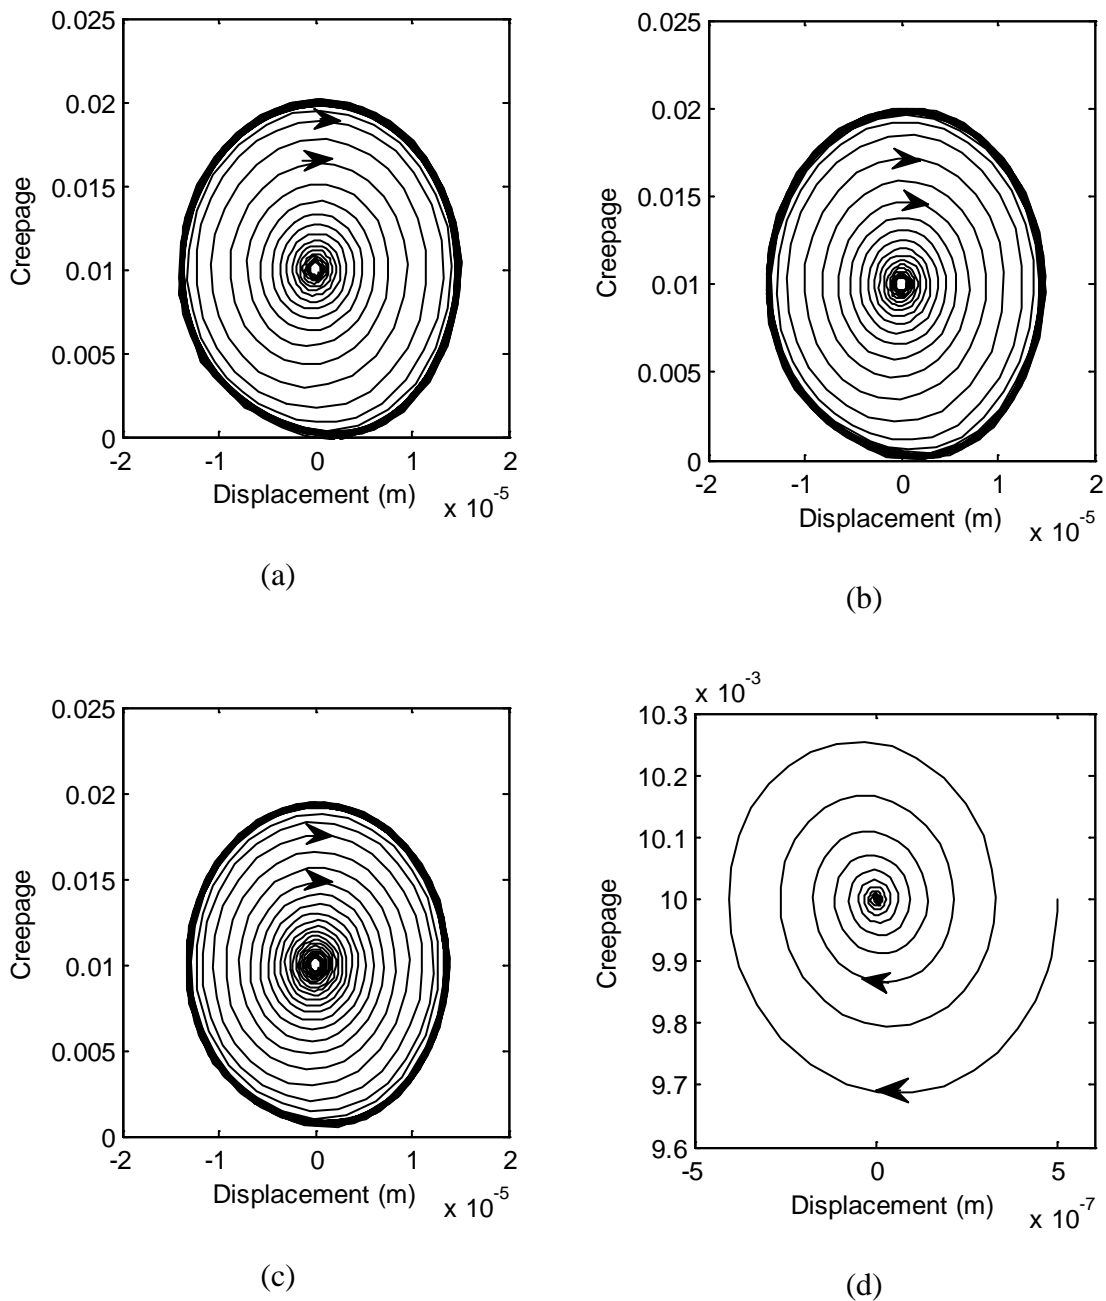 0.025
0.02
0.015
0.01
0.005
0
-2
-1
0
1
2
Creepage
Displacement (m)
x 10-5
(a)
0.025
0.02
0.015
0.01
0.005
0
-2
-1
0
1
2
Creepage
Displacement (m)
x 10-5
(b)
0.025
0.02
0.015
0.01
0.005
0
-2
-1
0
1
2
Creepage
Displacement (m)
x 10-5
(c)
x 10-3
10.3
10.2
10.1
10
9.9
9.8
9.7
9.6
-5
0
5
Creepage
Displacement (m)
x 10-7
(d)